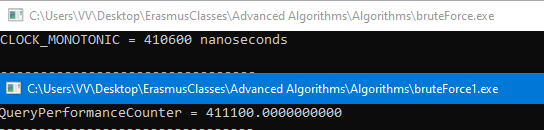 C:\Users\VV\Desktop\ErasmusClasses\Advanced Algorithms\Algorithms\bruteForce.exe
CLOCK_MONOTONIC = 410600 nanoseconds
--------------------------------
C:\Users\VV\Desktop\ErasmusClasses\Advanced Algorithms\Algorithms\bruteForce1.exe
QueryPerformanceCounter = 411100.0000000000
--------------------------------